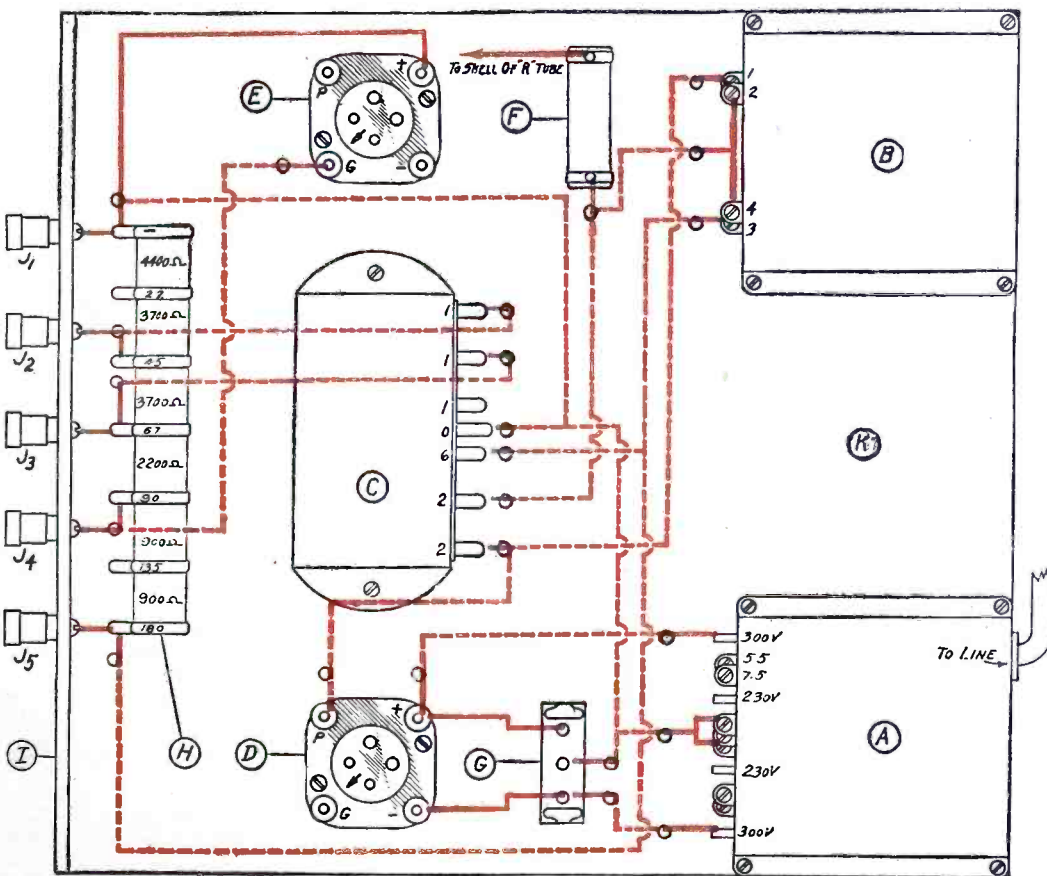 E
P
+
G
-
TO SHELL OF "R" TUBE
F
1
2
B
4
3
J1
-
4400Ω
J2
3700Ω
45
J3
3700Ω
67
2200Ω
J4
90
900Ω
135
900Ω
J5
180
C
1
1
1
0
6
2
2
K
300V
5.5
7.5
230V
230V
300V
TO LINE
A
I
H
D
P
+
G
-
G